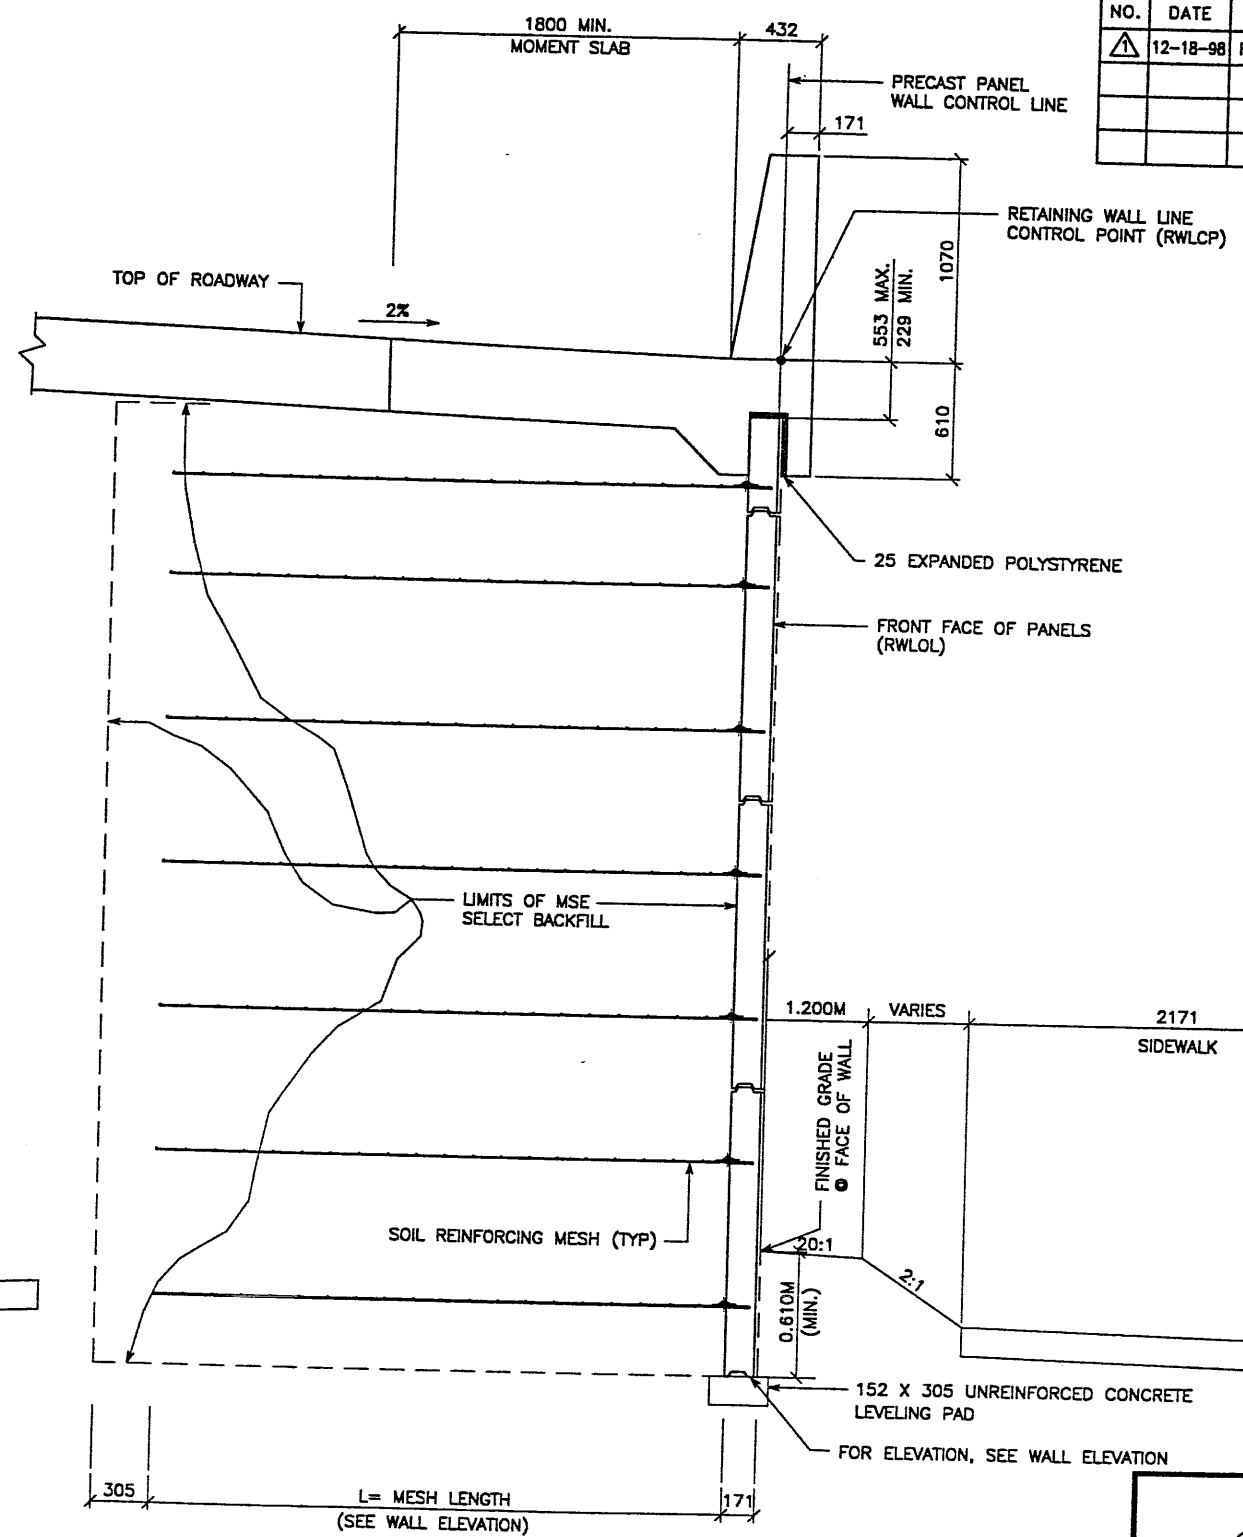 NO. DATE
1 12-18-98
1800 MIN.
MOMENT SLAB
432
PRECAST PANEL
WALL CONTROL LINE
171
RETAINING WALL LINE
CONTROL POINT (RWLCP)
1070
553 MAX.
229 MIN.
610
TOP OF ROADWAY
2%
25 EXPANDED POLYSTYRENE
FRONT FACE OF PANELS
(RWLOL)
LIMITS OF MSE
SELECT BACKFILL
1.200M
VARIES
2171
SIDEWALK
FINISHED GRADE
@ FACE OF WALL
SOIL REINFORCING MESH (TYP)
20:1
2:1
0.610M
(MIN.)
152 X 305 UNREINFORCED CONCRETE
LEVELING PAD
FOR ELEVATION, SEE WALL ELEVATION
305
L= MESH LENGTH
(SEE WALL ELEVATION)
171